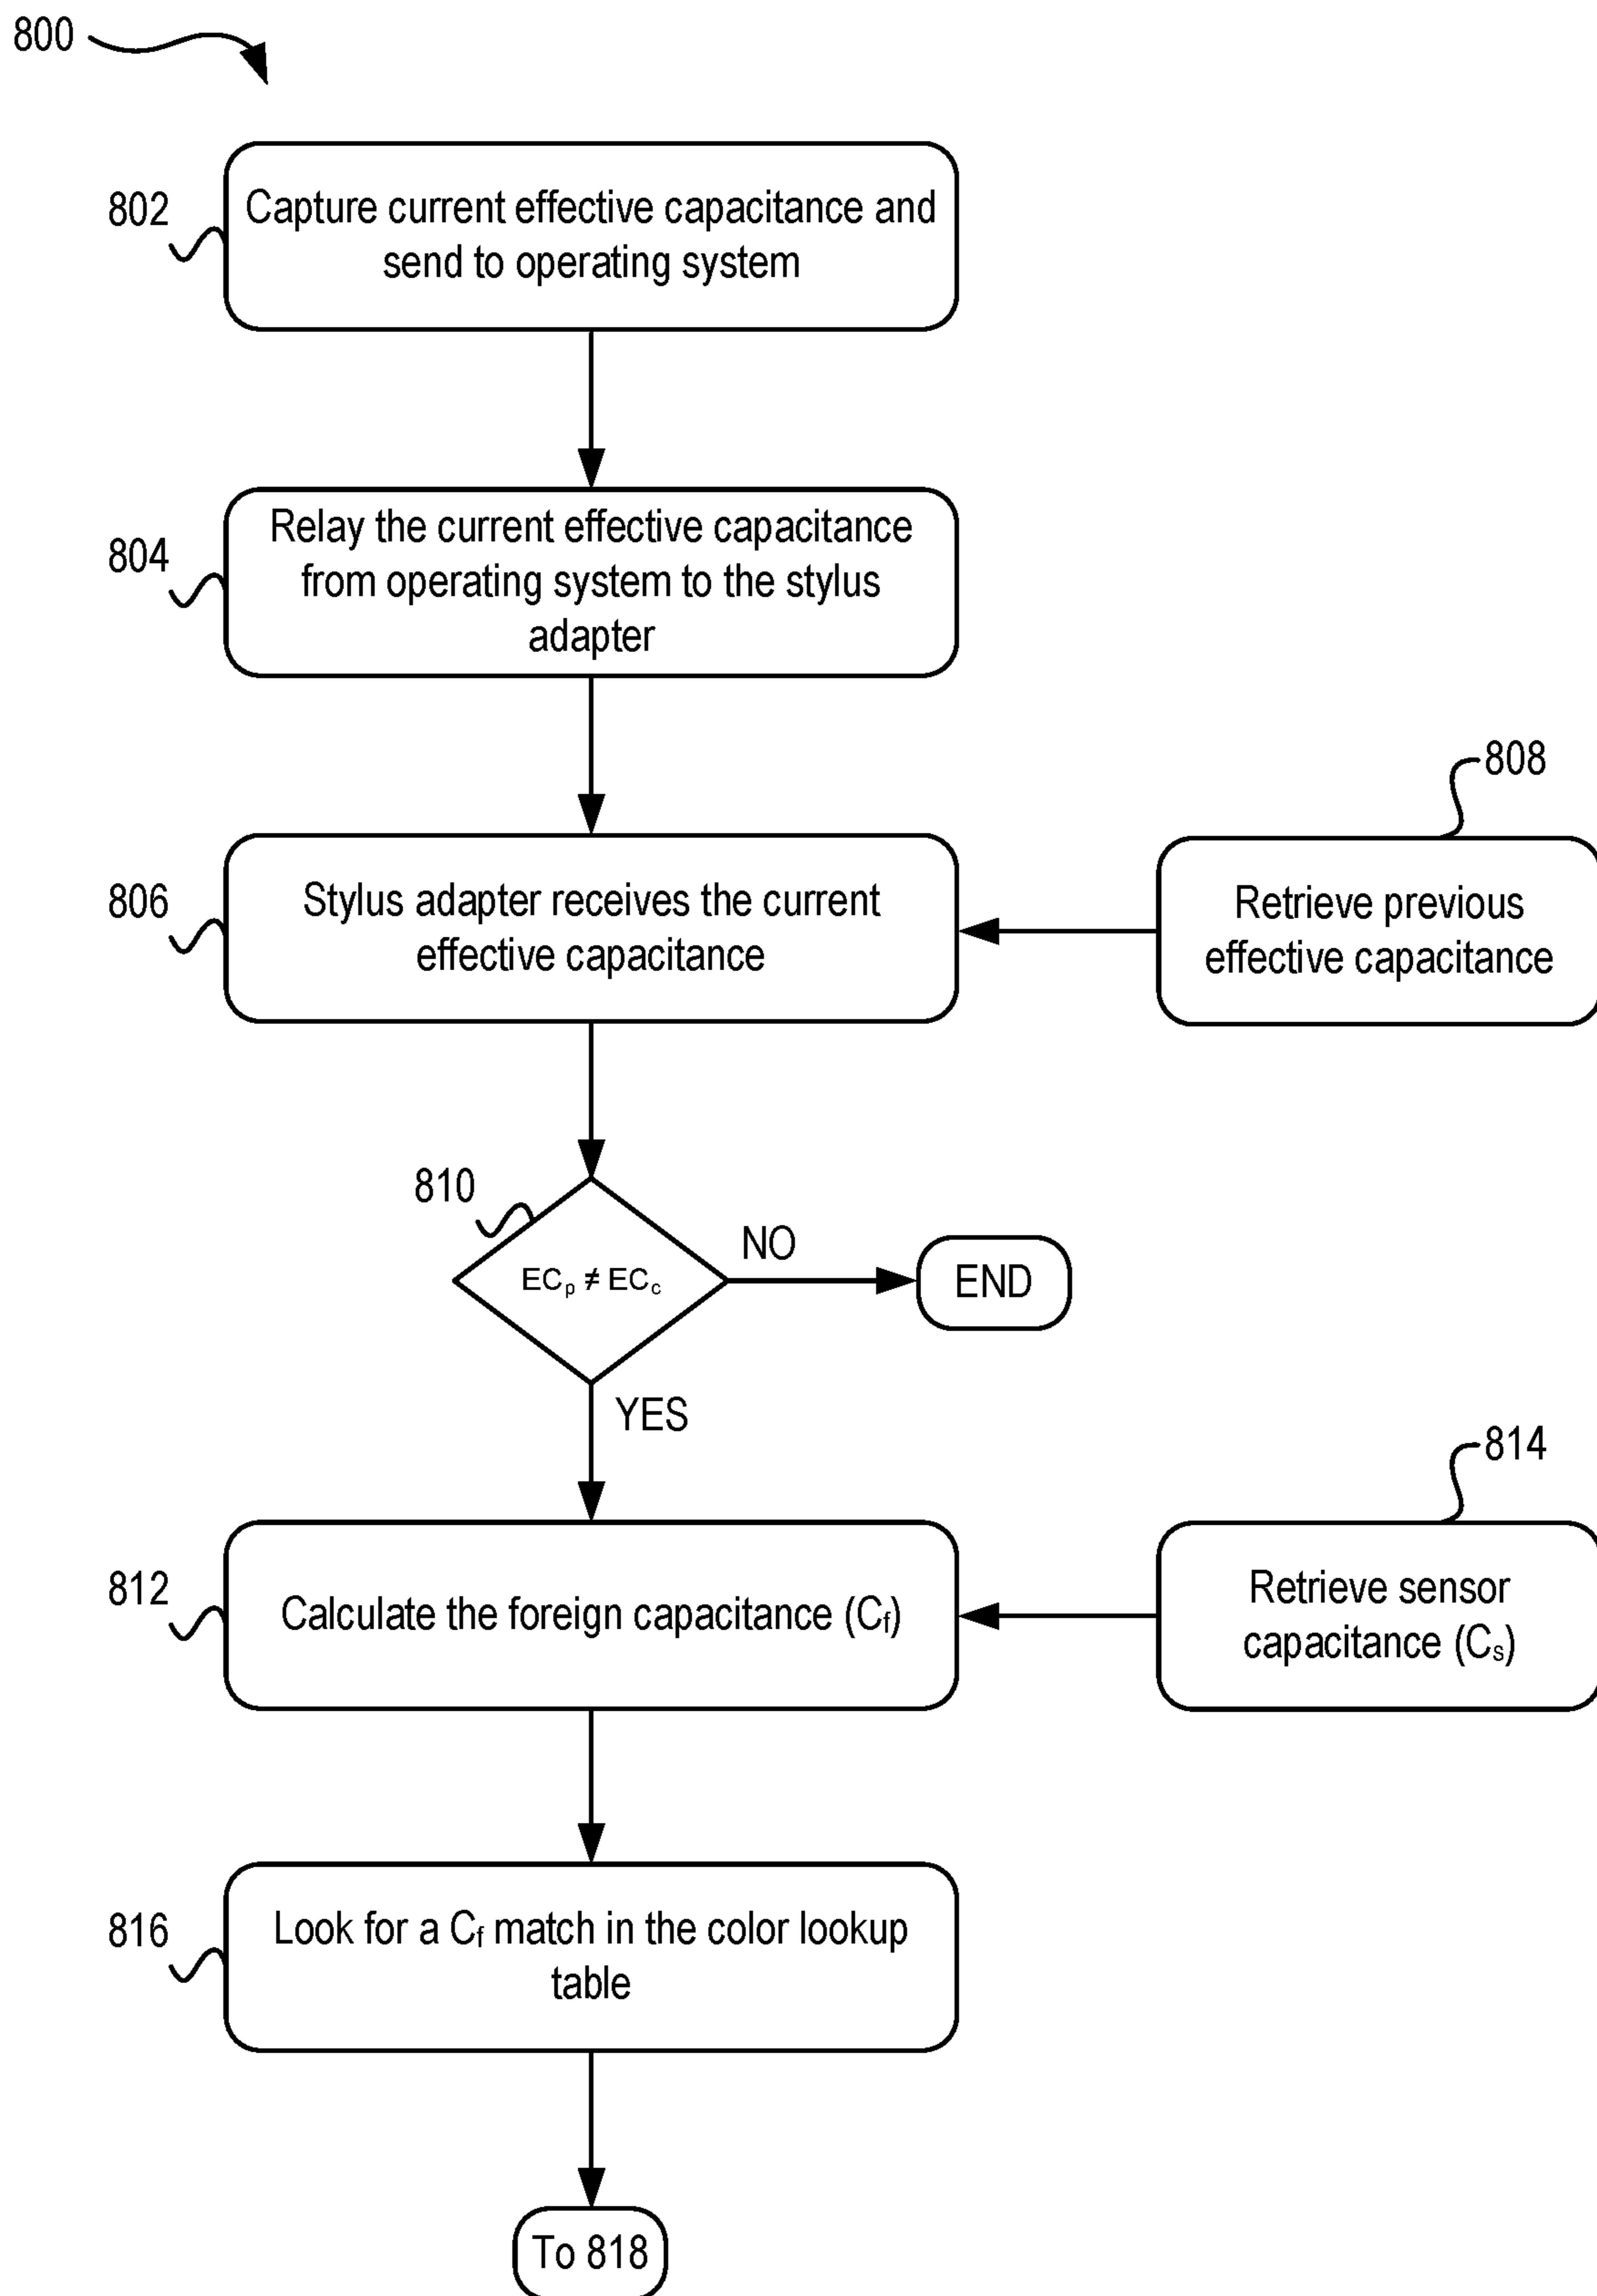 800
802
Capture current effective capacitance and
send to operating system
804
Relay the current effective capacitance
from operating system to the stylus
adapter
808
806
Stylus adapter receives the current
effective capacitance
Retrieve previous
effective capacitance
810
ECp ≠ ECc
NO
END
YES
814
812
Calculate the foreign capacitance (Cf)
Retrieve sensor
capacitance (Cs)
816
Look for a Cf match in the color lookup
table
To 818